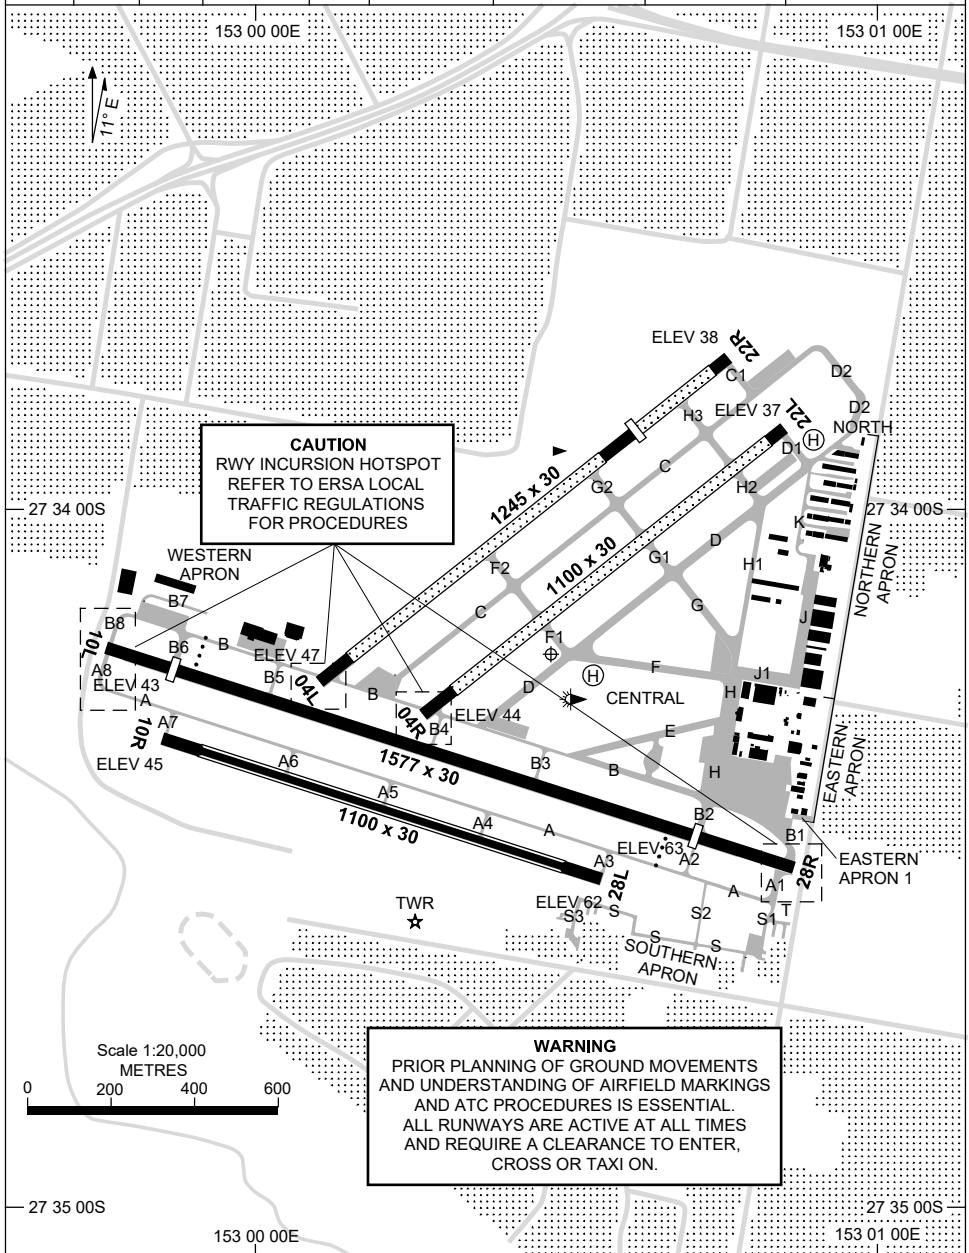 153 00 00E
153 01 00E
11° E
ELEV 38
22R
C1
D2
ELEV 37
22L
H3
D2
NORTH
H
D1
CAUTION
RWY INCURSION HOTSPOT
REFER TO ERSA LOCAL
TRAFFIC REGULATIONS
FOR PROCEDURES
1245 x 30
C
G2
H2
27 34 00S
27 34 00S
K
D
NORTHERN
APRON
WESTERN
APRON
F2
1100 x 30
G1
H1
B7
C
G
J
B8
10L
B6
B
ELEV 47
F1
F
A8
ELEV 43
B5
04L
B
D
H
CENTRAL
J1
H
A
04R
ELEV 44
B4
E
10R
A7
ELEV 45
A6
1577 x 30
B3
B
H
EASTERN
APRON
A5
1100 x 30
A4
A
B2
B1
ELEV 63
A3
A2
28R
EASTERN
APRON 1
28L
A
A1
TWR
ELEV 62
S3
S
S2
S1
T
S
S
SOUTHERN
APRON
Scale 1:20,000
METRES
0 200 400 600
WARNING
PRIOR PLANNING OF GROUND MOVEMENTS
AND UNDERSTANDING OF AIRFIELD MARKINGS
AND ATC PROCEDURES IS ESSENTIAL.
ALL RUNWAYS ARE ACTIVE AT ALL TIMES
AND REQUIRE A CLEARANCE TO ENTER,
CROSS OR TAXI ON.
27 35 00S
27 35 00S
153 00 00E
153 01 00E